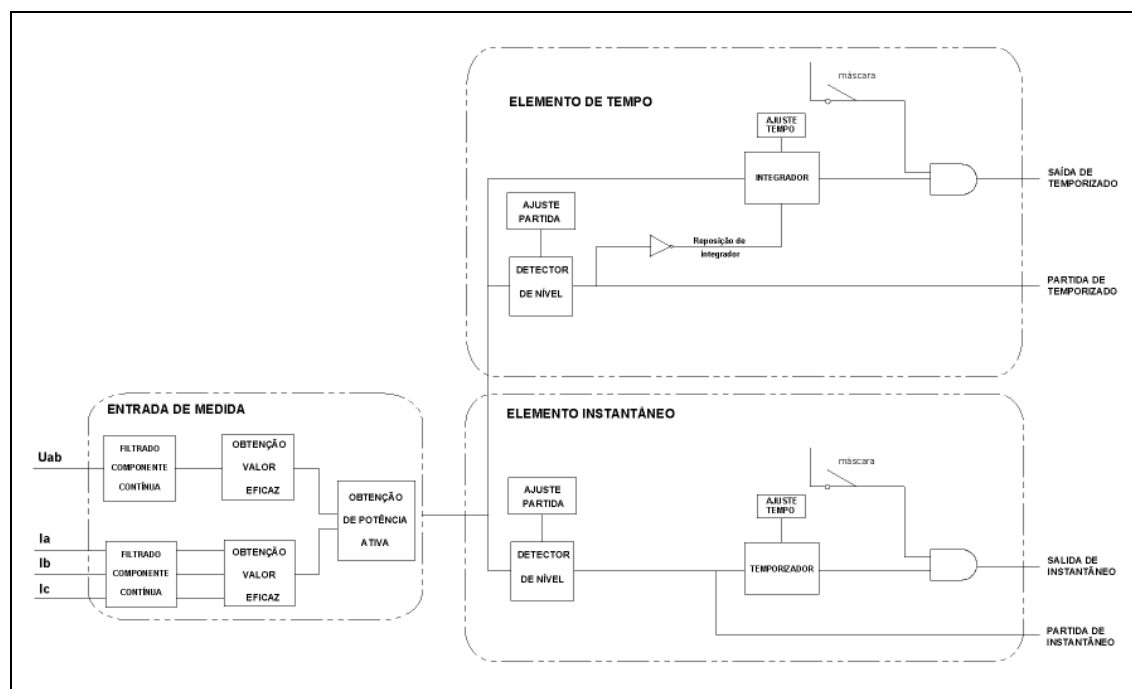 ELEMENTO DE TEMPO
máscara
AJUSTE
TEMPO
INTEGRADOR
SAÍDA DE
TEMPORIZADO
AJUSTE
PARTIDA
Reposição de
integrador
DETECTOR
DE NÍVEL
PARTIDA DE
TEMPORIZADO
ENTRADA DE MEDIDA
Uab
FILTRADO
COMPONENTE
CONTÍNUA
OBTENÇÃO
VALOR
EFICAZ
OBTENÇÃO
DE POTÊNCIA
ATIVA
Ia
Ib
Ic
FILTRADO
COMPONENTE
CONTÍNUA
OBTENÇÃO
VALOR
EFICAZ
ELEMENTO INSTANTÂNEO
máscara
AJUSTE
PARTIDA
AJUSTE
TEMPO
DETECTOR
DE NÍVEL
TEMPORIZADOR
SALIDA DE
INSTANTÂNEO
PARTIDA DE
INSTANTÂNEO